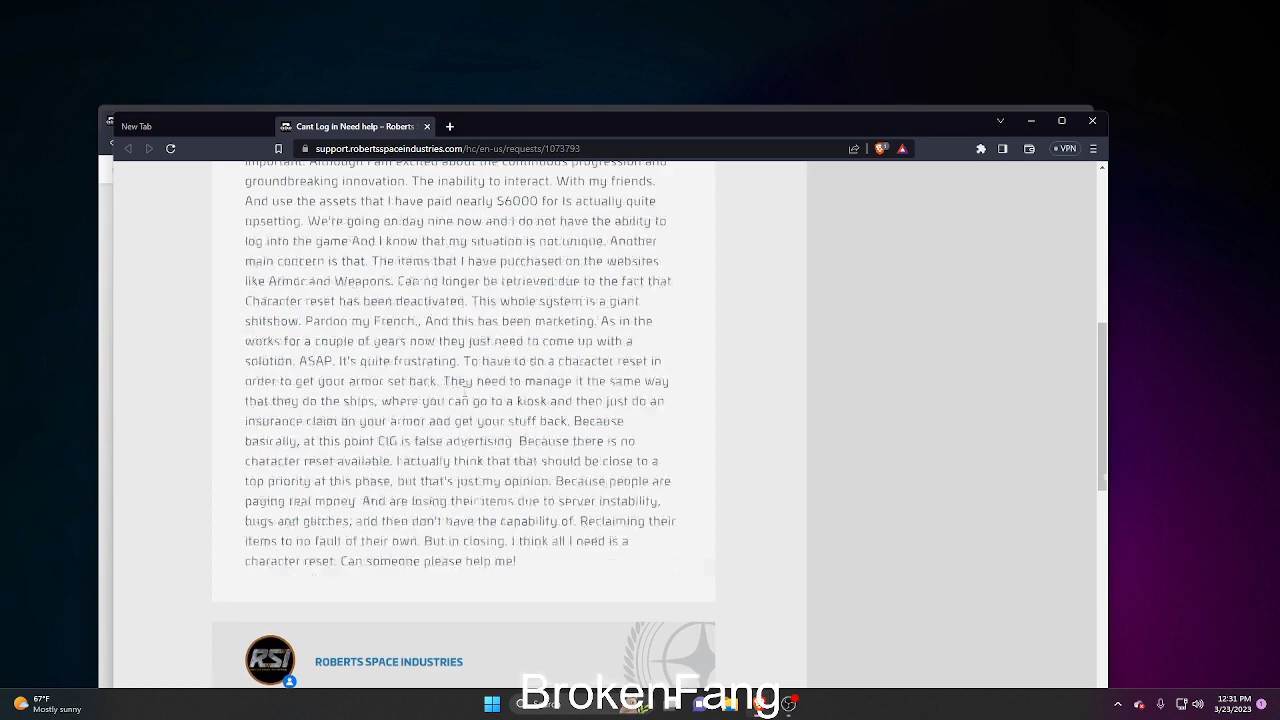 New Tab
Cant Log In Need help – Roberts
support.robertsspaceindustries.com/hc/en-us/requests/1073793
VPN
important. Although I am excited about the continuous progression and
groundbreaking innovation. The inability to interact. With my friends.
And use the assets that I have paid nearly $6000 for Is actually quite
upsetting. We're going on day nine now and I do not have the ability to
log into the game And I know that my situation is not unique. Another
main concern is that. The items that I have purchased on the websites
like Armor and Weapons. Can no longer be retrieved due to the fact that
Character reset has been deactivated. This whole system is a giant
shitshow. Pardon my French., And this has been marketing. As in the
works for a couple of years now they just need to come up with a
solution. ASAP. It's quite frustrating. To have to do a character reset in
order to get your armor set back. They need to manage it the same way
that they do the ships, where you can go to a kiosk and then just do an
insurance claim on your armor and get your stuff back. Because
basically, at this point CIG is false advertising. Because there is no
character reset available. I actually think that that should be close to a
top priority at this phase, but that's just my opinion. Because people are
paying real money. And are losing their items due to server instability,
bugs and glitches, and then don't have the capability of. Reclaiming their
items to no fault of their own. But in closing. I think all I need is a
character reset. Can someone please help me!
RSI
ROBERTS SPACE INDUSTRIES
67°F
Mostly sunny
BrokenFang
12:31 PM
3/23/2023